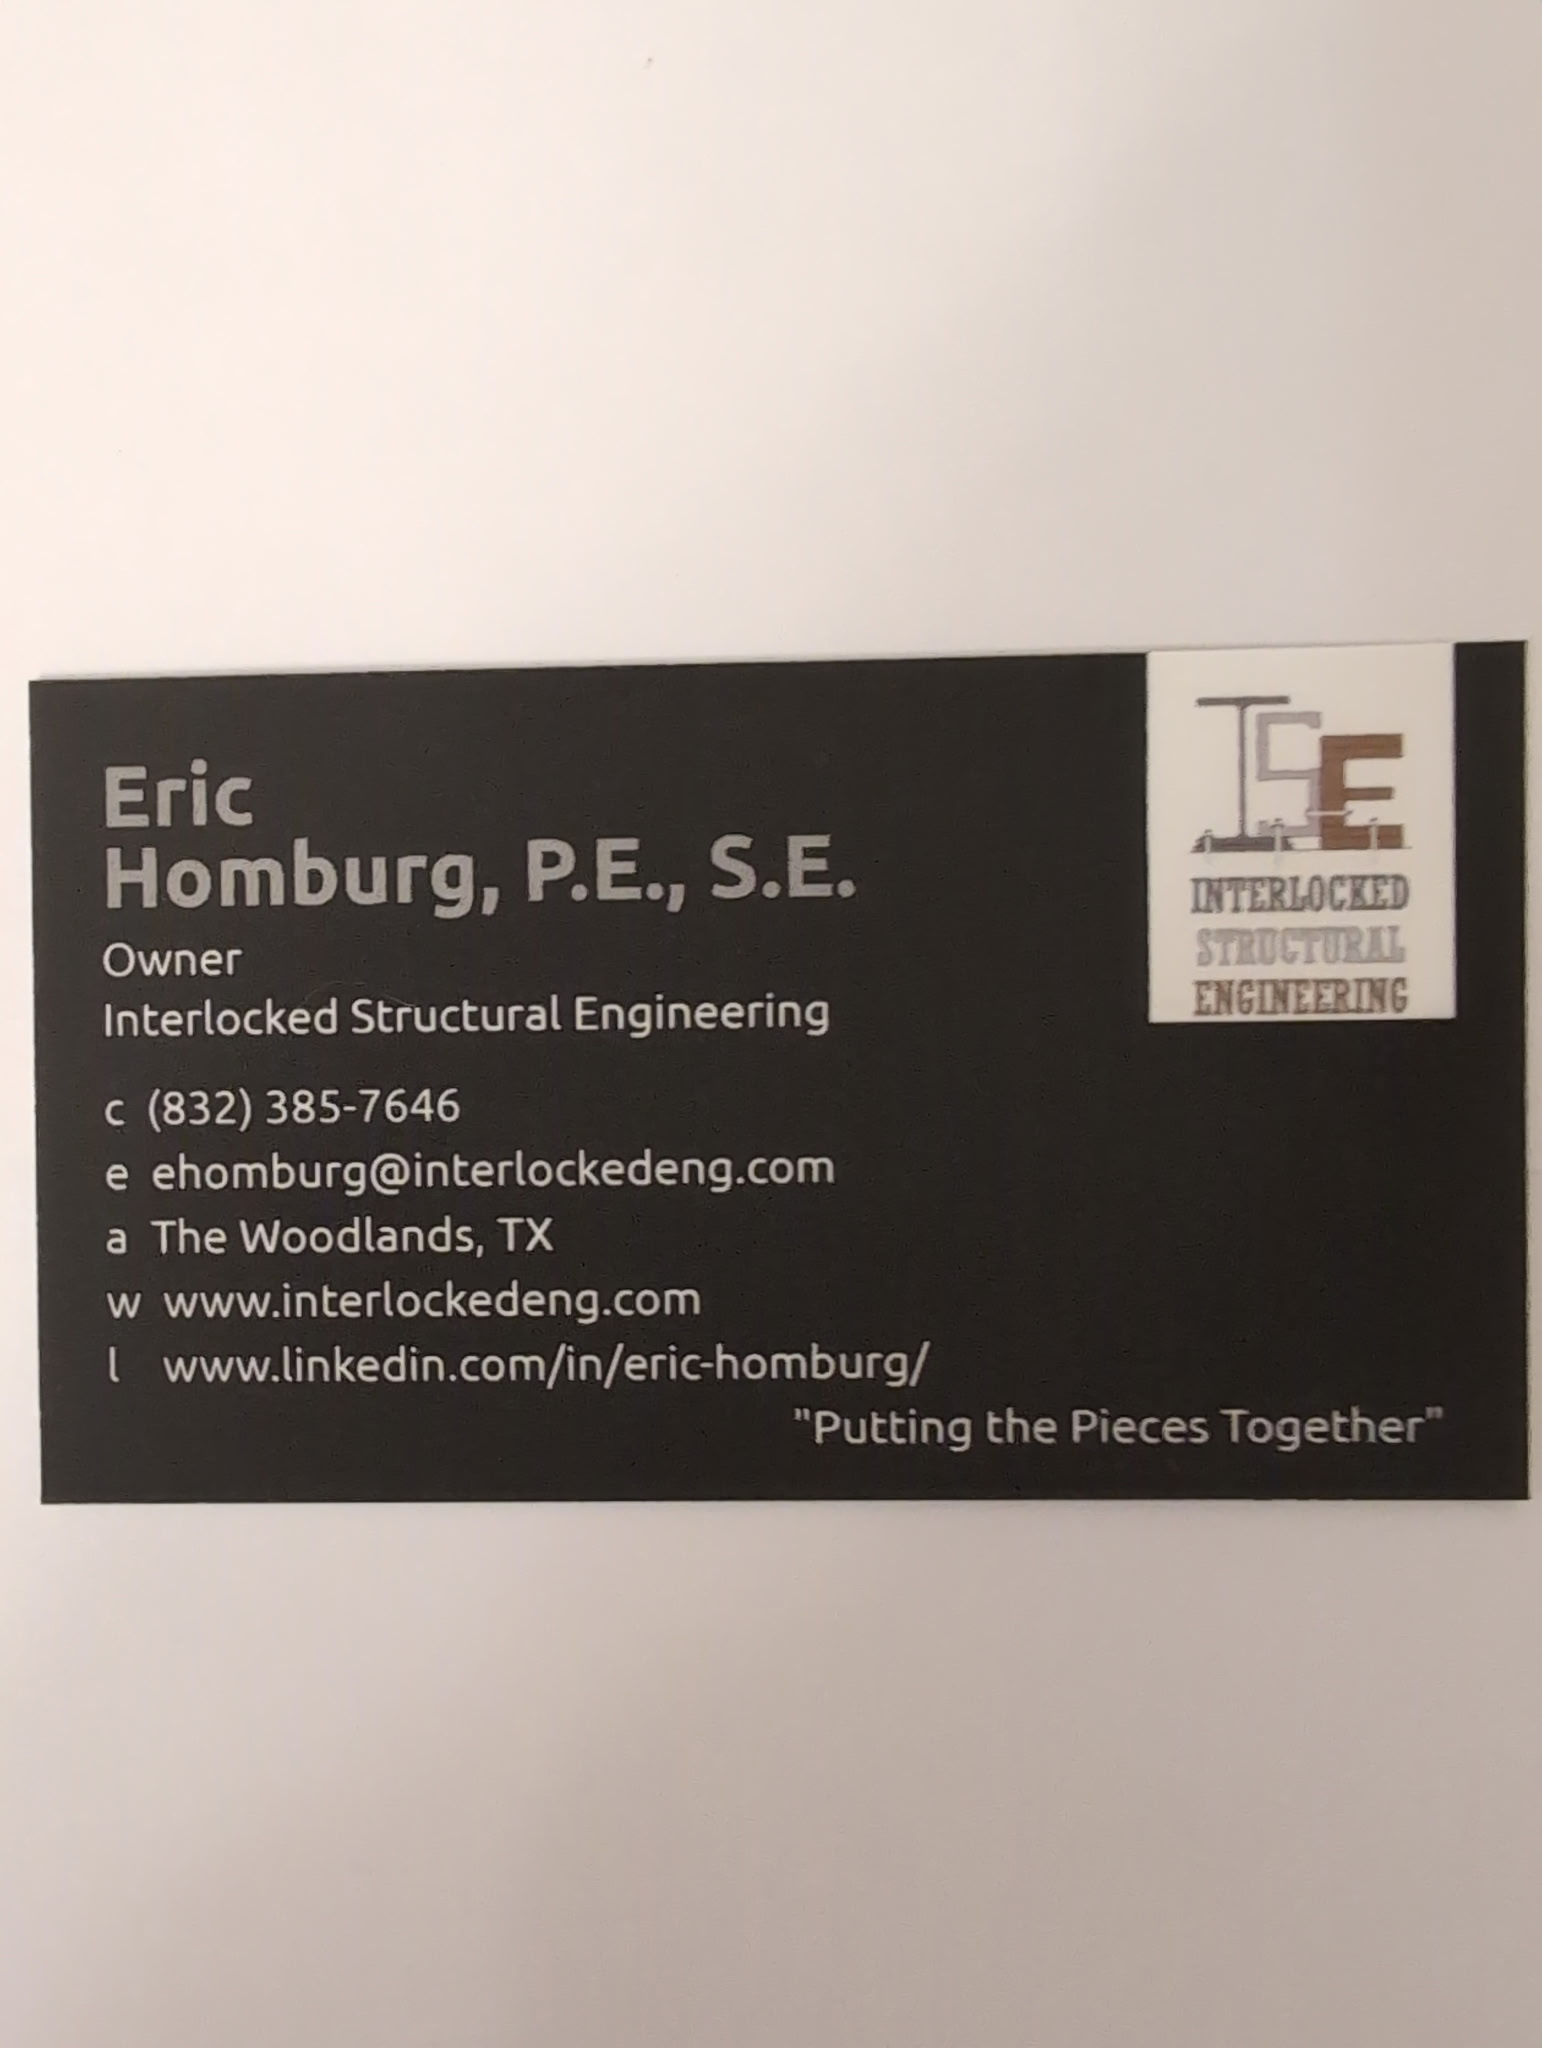 Eric
Homburg, P.E., S.E.
Owner
Interlocked Structural Engineering
c (832) 385-7646
e ehomburg@interlockedeng.com
a The Woodlands, TX
w www.interlockedeng.com
l www.linkedin.com/in/eric-homburg/
"Putting the Pieces Together"
ISE
INTERLOCKED
STRUCTURAL
ENGINEERING